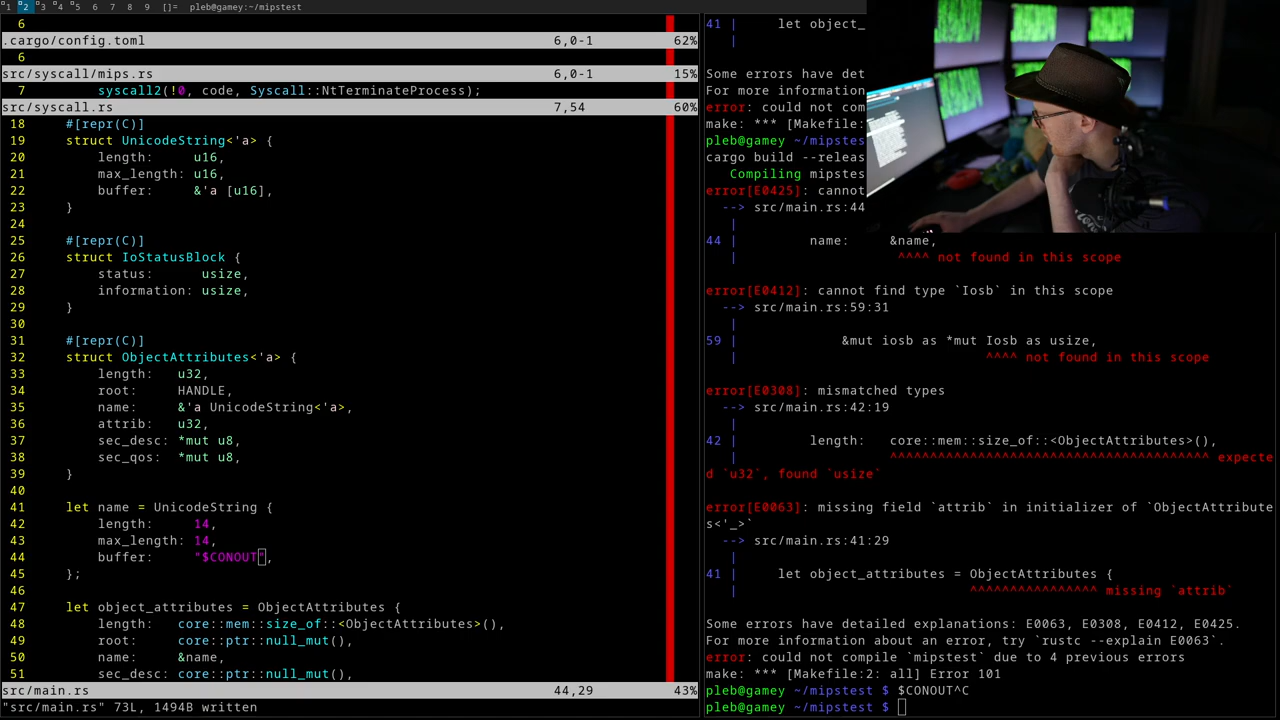 1 2 3 4 5 6 7 8 9 []= pleb@gamey:~/mipstest
6
.cargo/config.toml 6,0-1 62%
6
src/syscall/mips.rs 6,0-1 15%
7 syscall2(!0, code, Syscall::NtTerminateProcess);
src/syscall.rs 7,54 60%
18 #[repr(C)]
19 struct UnicodeString<'a> {
20 length: u16,
21 max_length: u16,
22 buffer: &'a [u16],
23 }
24
25 #[repr(C)]
26 struct IoStatusBlock {
27 status: usize,
28 information: usize,
29 }
30
31 #[repr(C)]
32 struct ObjectAttributes<'a> {
33 length: u32,
34 root: HANDLE,
35 name: &'a UnicodeString<'a>,
36 attrib: u32,
37 sec_desc: *mut u8,
38 sec_qos: *mut u8,
39 }
40
41 let name = UnicodeString {
42 length: 14,
43 max_length: 14,
44 buffer: "$CONOUT",
45 };
46
47 let object_attributes = ObjectAttributes {
48 length: core::mem::size_of::<ObjectAttributes>(),
49 root: core::ptr::null_mut(),
50 name: &name,
51 sec_desc: core::ptr::null_mut(),
src/main.rs 44,29 43%
"src/main.rs" 73L, 1494B written
41 | let object_
|
Some errors have det
For more information
error: could not com
make: *** [Makefile:
pleb@gamey ~/mipstes
cargo build --releas
Compiling mipstes
error[E0425]: cannot
--> src/main.rs:44
|
44 | name: &name,
| ^^^^ not found in this scope
error[E0412]: cannot find type `Iosb` in this scope
--> src/main.rs:59:31
|
59 | &mut iosb as *mut Iosb as usize,
| ^^^^ not found in this scope
error[E0308]: mismatched types
--> src/main.rs:42:19
|
42 | length: core::mem::size_of::<ObjectAttributes>(),
| ^^^^^^^^^^^^^^^^^^^^^^^^^^^^^^^^^^^^^^^^ expecte
d `u32`, found `usize`
error[E0063]: missing field `attrib` in initializer of `ObjectAttribute
s<'_>`
--> src/main.rs:41:29
|
41 | let object_attributes = ObjectAttributes {
| ^^^^^^^^^^^^^^^^ missing `attrib`
Some errors have detailed explanations: E0063, E0308, E0412, E0425.
For more information about an error, try `rustc --explain E0063`.
error: could not compile `mipstest` due to 4 previous errors
make: *** [Makefile:2: all] Error 101
pleb@gamey ~/mipstest $ $CONOUT^C
pleb@gamey ~/mipstest $